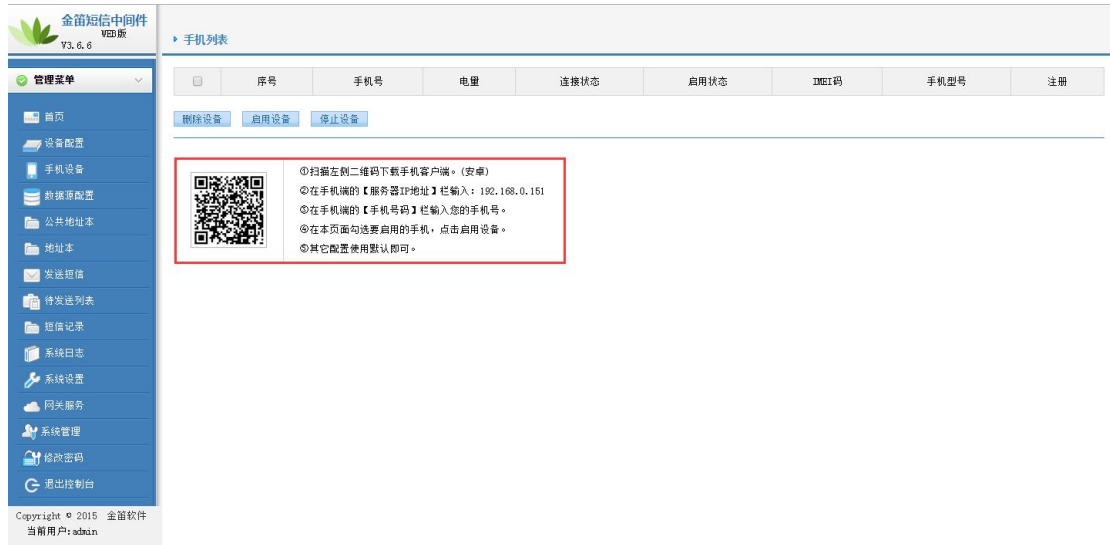 金笛短信中间件
WEB版
V3.6.6
手机列表
管理菜单
序号 手机号 电量 连接状态 启用状态 IMEI码 手机型号 注册
首页
删除设备 启用设备 停止设备
设备配置
手机设备
数据源配置
公共地址本
地址本
发送短信
待发送列表
短信记录
系统日志
系统设置
网关服务
系统管理
修改密码
退出控制台
①扫描左侧二维码下载手机客户端。(安卓)
②在手机端的【服务器IP地址】栏输入：192.168.0.151
③在手机端的【手机号码】栏输入您的手机号。
④在本页面勾选要启用的手机，点击启用设备。
⑤其它配置使用默认即可。
Copyright © 2015 金笛软件
当前用户:admin